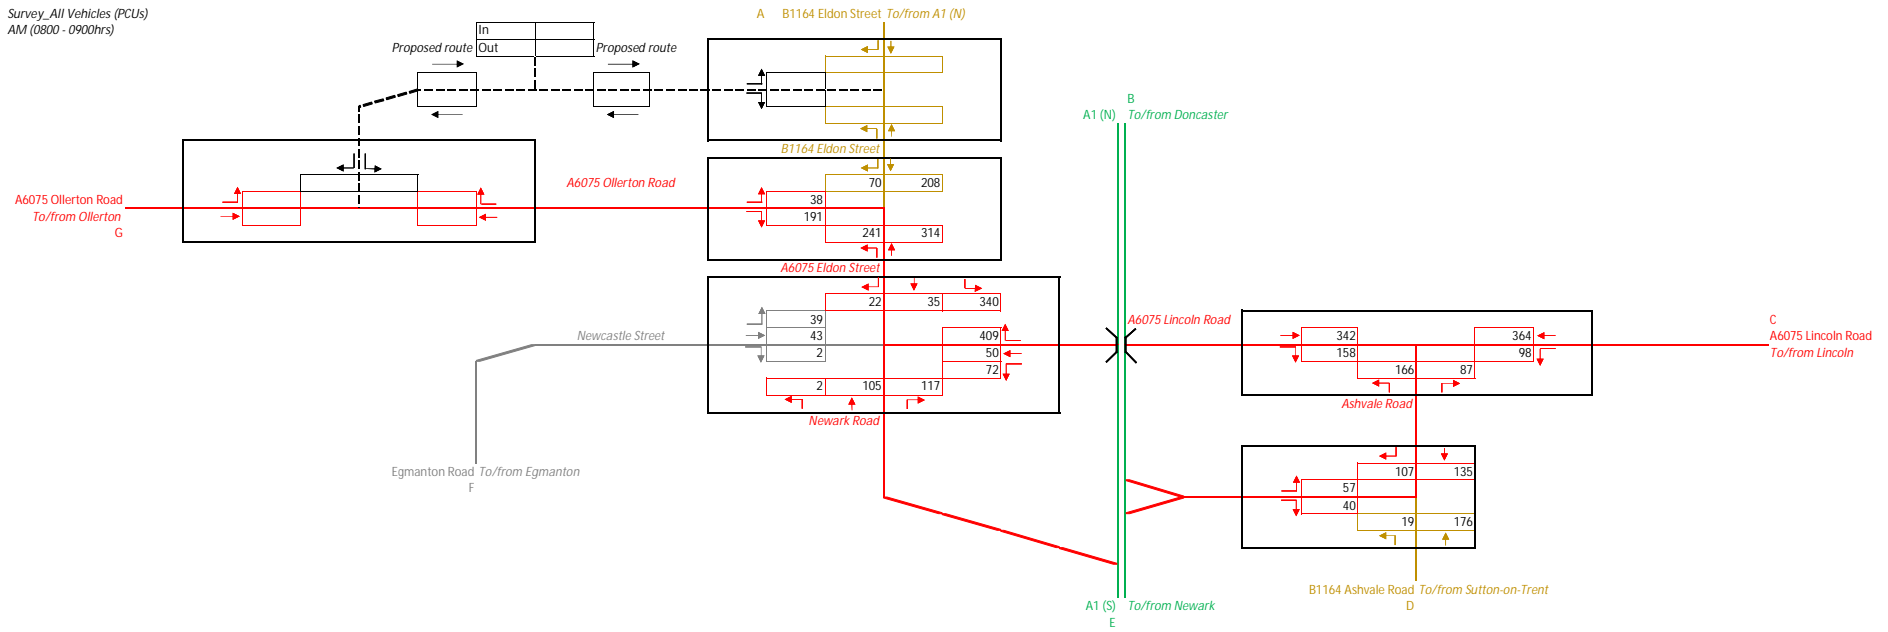 Survey_All Vehicles (PCUs)
AM (0800 - 0900hrs)
A B1164 Eldon Street To/from A1 (N)
In
Proposed route Out Proposed route
B
A1 (N) To/from Doncaster
B1164 Eldon Street
A6075 Ollerton Road
70 208
38
191
241 314
A6075 Ollerton Road
To/from Ollerton
G
A6075 Eldon Street
22 35 340
39
43
2
409
50
72
2 105 117
Newcastle Street
Newark Road
A6075 Lincoln Road
342 364
158 98
166 87
C
A6075 Lincoln Road
To/from Lincoln
Ashvale Road
Egmanton Road To/from Egmanton
F
107 135
57
40
19 176
B1164 Ashvale Road To/from Sutton-on-Trent
D
A1 (S) To/from Newark
E